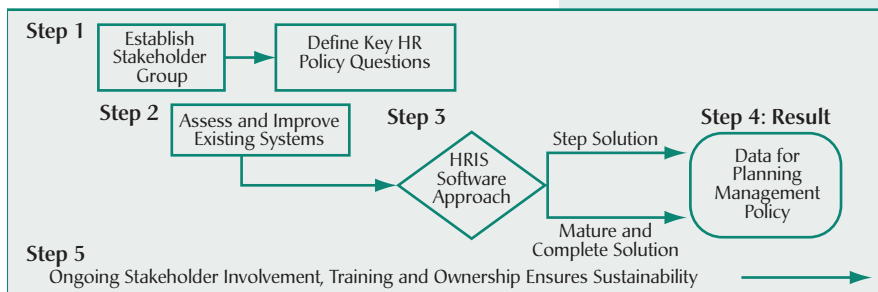 Step 1
Establish
Stakeholder
Group
Define Key HR
Policy Questions
Step 2
Assess and Improve
Existing Systems
Step 3
HRIS
Software
Approach
Step Solution
Mature and
Complete Solution
Step 4: Result
Data for
Planning
Management
Policy
Step 5
Ongoing Stakeholder Involvement, Training and Ownership Ensures Sustainability